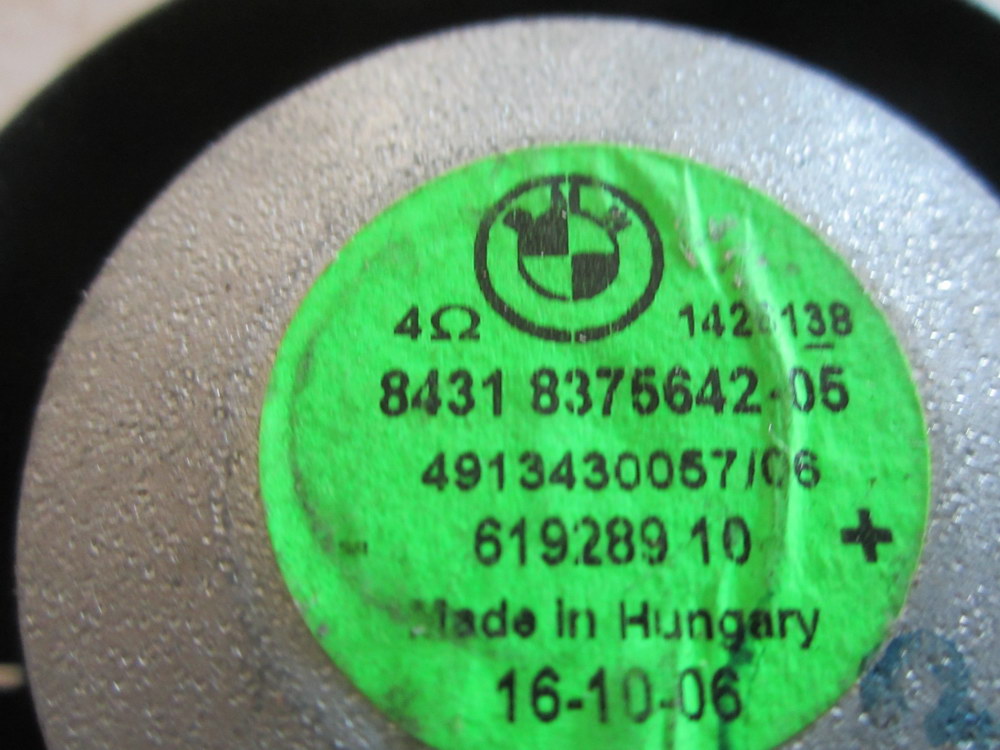 4Ω
8431 8375642-05
4913430057/06
619289 10
+
Made in Hungary
16-10-06